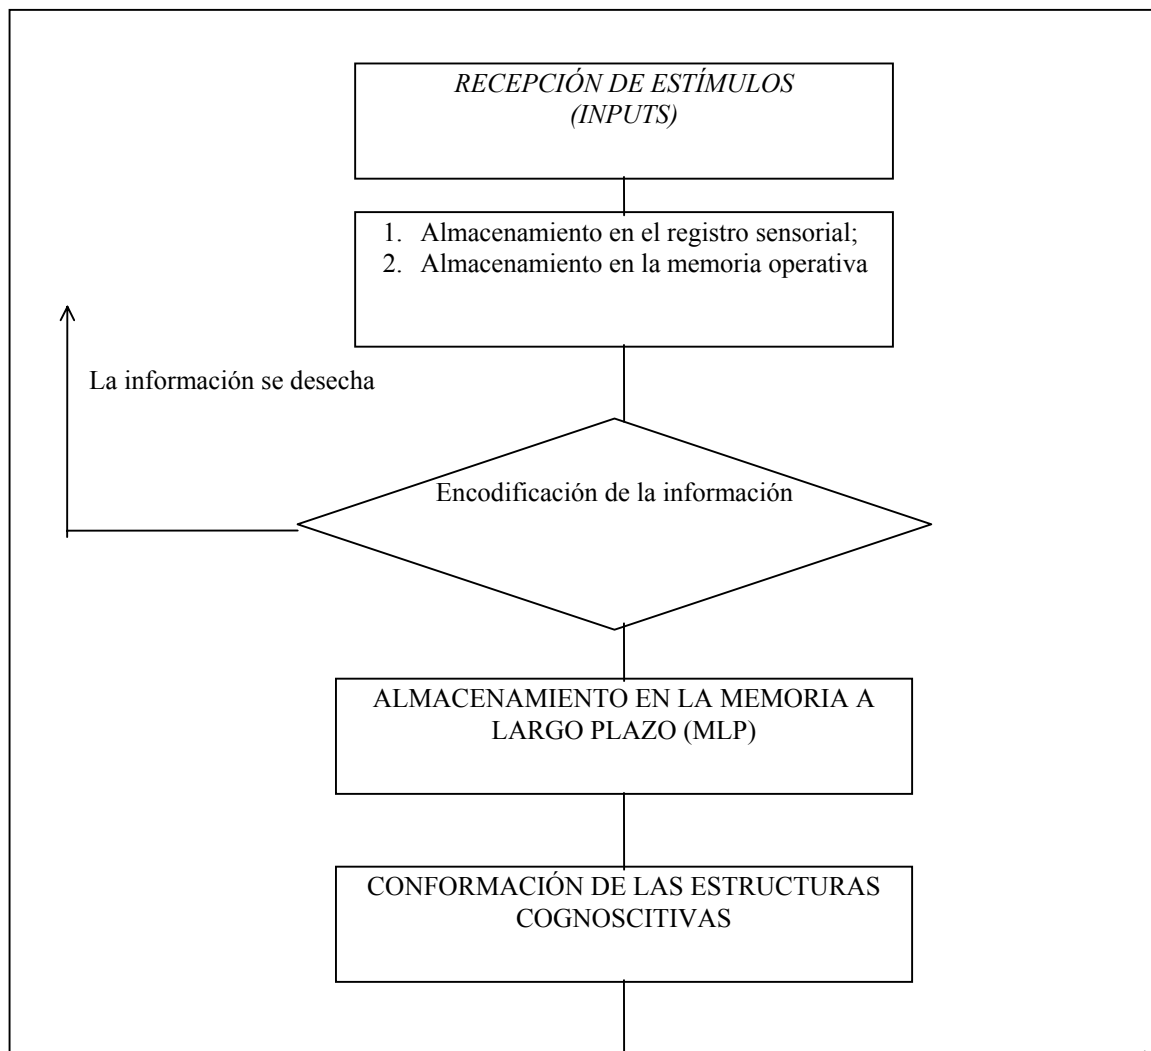 RECEPCIÓN DE ESTÍMULOS
(INPUTS)
1. Almacenamiento en el registro sensorial;
2. Almacenamiento en la memoria operativa
La información se desecha
Encodificación de la información
ALMACENAMIENTO EN LA MEMORIA A
LARGO PLAZO (MLP)
CONFORMACIÓN DE LAS ESTRUCTURAS
COGNOSCITIVAS